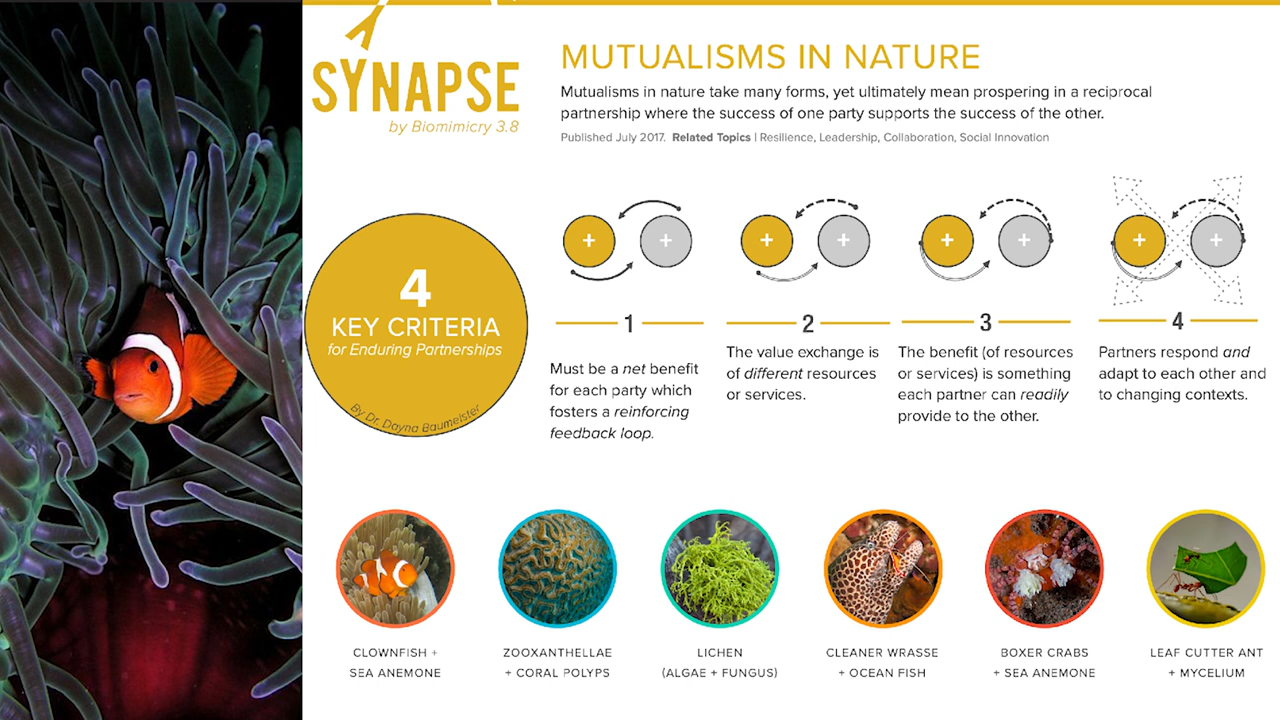 SYNAPSE
by Biomimicry 3.8
MUTUALISMS IN NATURE
Mutualisms in nature take many forms, yet ultimately mean prospering in a reciprocal
partnership where the success of one party supports the success of the other.
Published July 2017. Related Topics | Resilience, Leadership, Collaboration, Social Innovation
4
KEY CRITERIA
for Enduring Partnerships
By Dr. Dayna Baumeister
+ +
1
Must be a net benefit
for each party which
fosters a reinforcing
feedback loop.
+ +
2
The value exchange is
of different resources
or services.
+ +
3
The benefit (of resources
or services) is something
each partner can readily
provide to the other.
+ +
4
Partners respond and
adapt to each other and
to changing contexts.
CLOWNFISH +
SEA ANEMONE
ZOOXANTHELLAE
+ CORAL POLYPS
LICHEN
(ALGAE + FUNGUS)
CLEANER WRASSE
+ OCEAN FISH
BOXER CRABS
+ SEA ANEMONE
LEAF CUTTER ANT
+ MYCELIUM